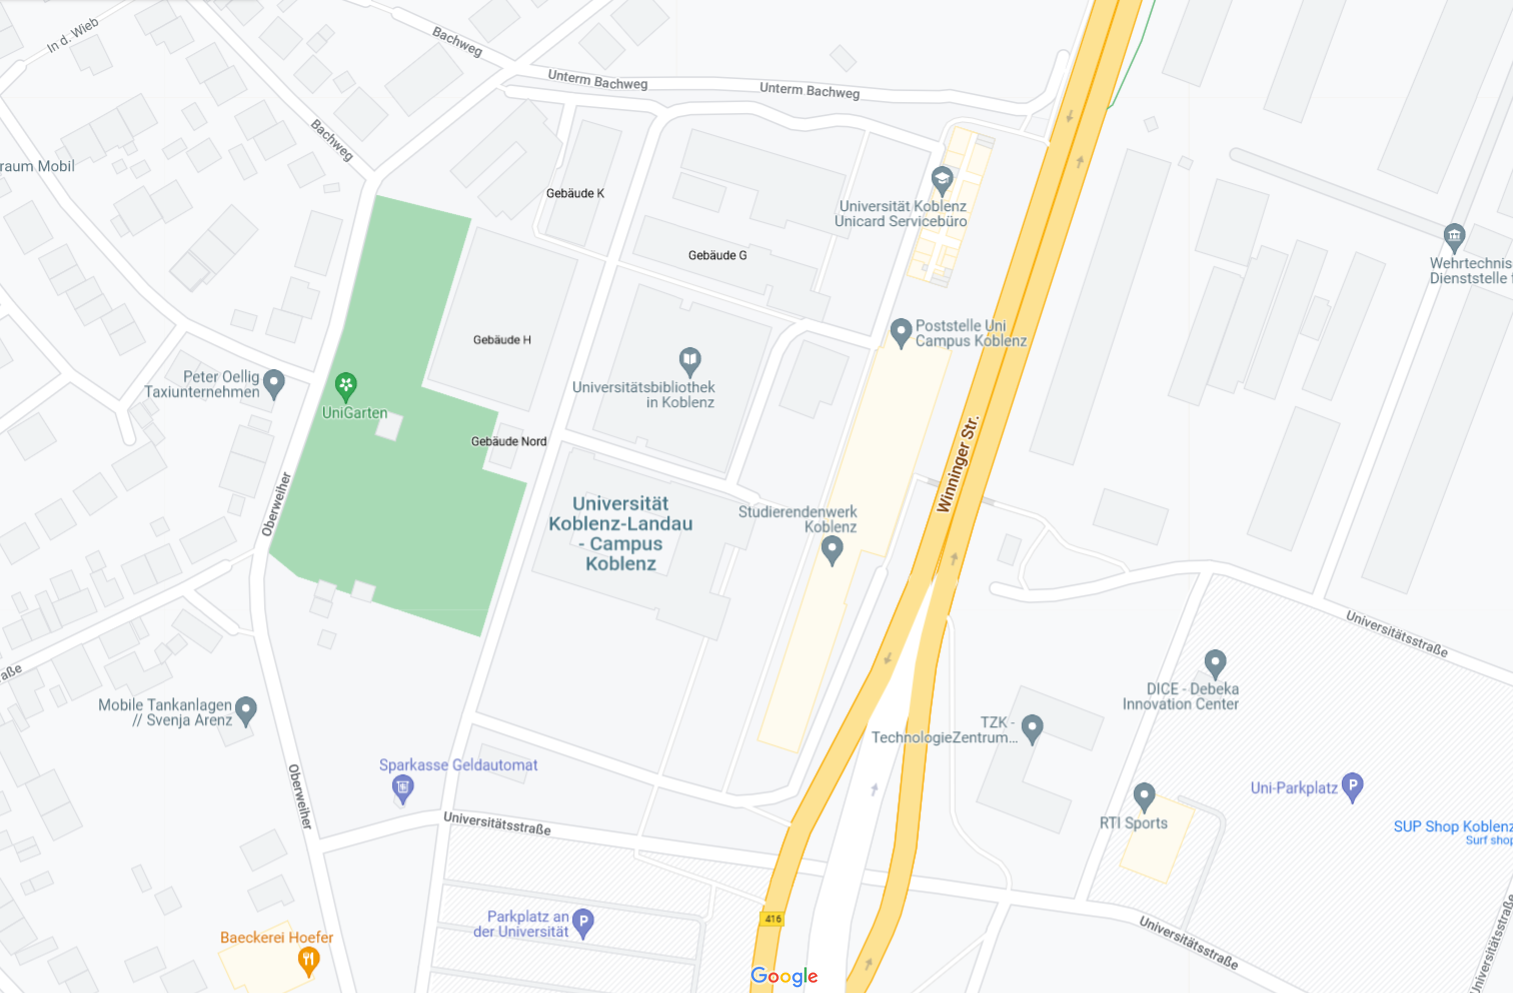 In d. Wieb
Bachweg
Unterm Bachweg
Unterm Bachweg
Bachweg
raum Mobil
Gebäude K
Universität Koblenz
Unicard Servicebüro
Gebäude G
Wehrtechnis
Dienststelle f
Poststelle Uni
Campus Koblenz
Gebäude H
Peter Oellig
Taxiunternehmen
UniGarten
Universitätsbibliothek
in Koblenz
Gebäude Nord
Winninger Str.
Oberweiher
Universität
Koblenz-Landau
- Campus
Koblenz
Studierendenwerk
Koblenz
Universitätsstraße
aße
DICE - Debeka
Innovation Center
Mobile Tankanlagen
// Svenja Arenz
TZK -
TechnologieZentrum...
Sparkasse Geldautomat
Oberweiher
Uni-Parkplatz
P
RTI Sports
Universitätsstraße
SUP Shop Koblenz
Surf shop
Parkplatz an
der Universität
P
416
Universitätsstraße
Universitätsstraße
Baeckerei Hoefer
Google